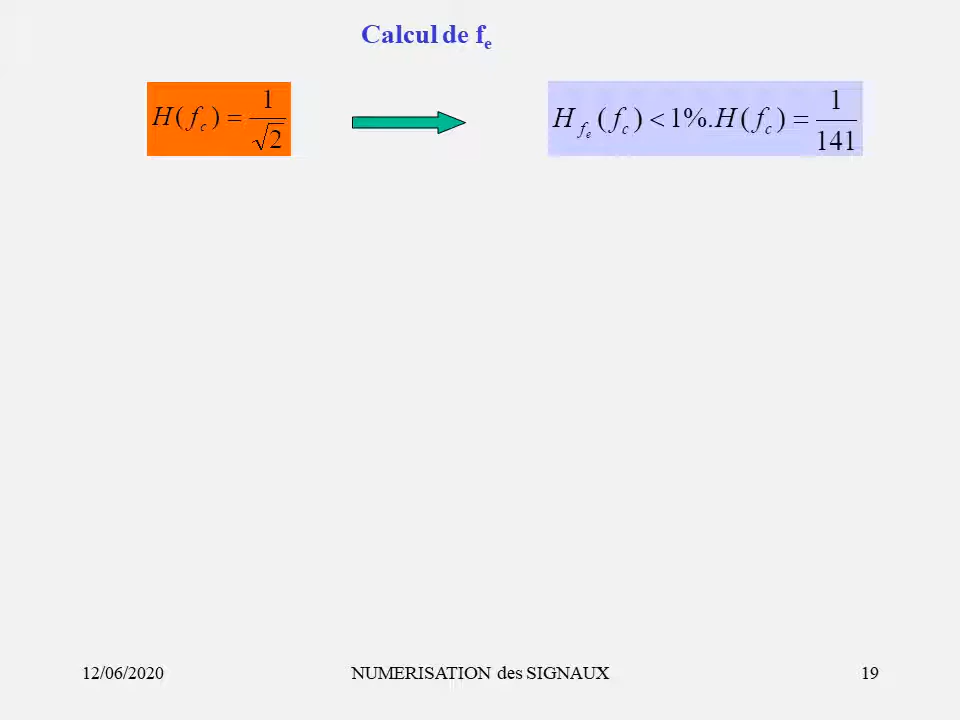 Calcul de fe
H(fc) = 1/√2
Hfe(fc) < 1%.H(fc) = 1/141
12/06/2020 NUMERISATION des SIGNAUX 19